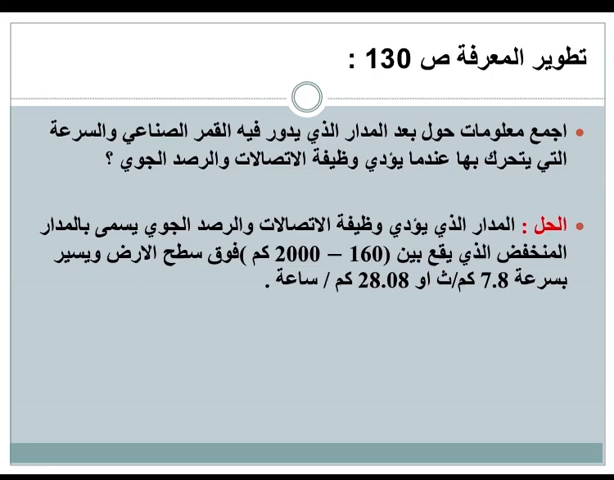 تطوير المعرفة ص 130 :
• اجمع معلومات حول بعد المدار الذي يدور فيه القمر الصناعي والسرعة
التي يتحرك بها عندما يؤدي وظيفة الاتصالات والرصد الجوي ؟
• الحل : المدار الذي يؤدي وظيفة الاتصالات والرصد الجوي يسمى بالمدار
المنخفض الذي يقع بين (160 – 2000 كم )فوق سطح الارض ويسير
بسرعة 7.8 كم/ث او 28.08 كم / ساعة .